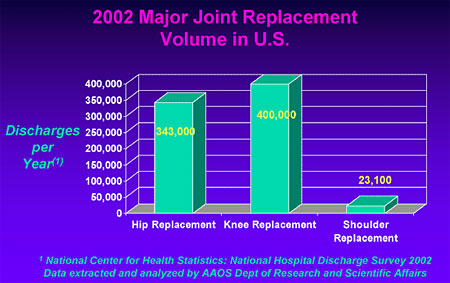 2002 Major Joint Replacement
Volume in U.S.
Discharges
per
Year(1)
400,000
350,000
300,000
250,000
200,000
150,000
100,000
50,000
0
343,000
400,000
23,100
Hip Replacement
Knee Replacement
Shoulder
Replacement
1 National Center for Health Statistics: National Hospital Discharge Survey 2002
Data extracted and analyzed by AAOS Dept of Research and Scientific Affairs